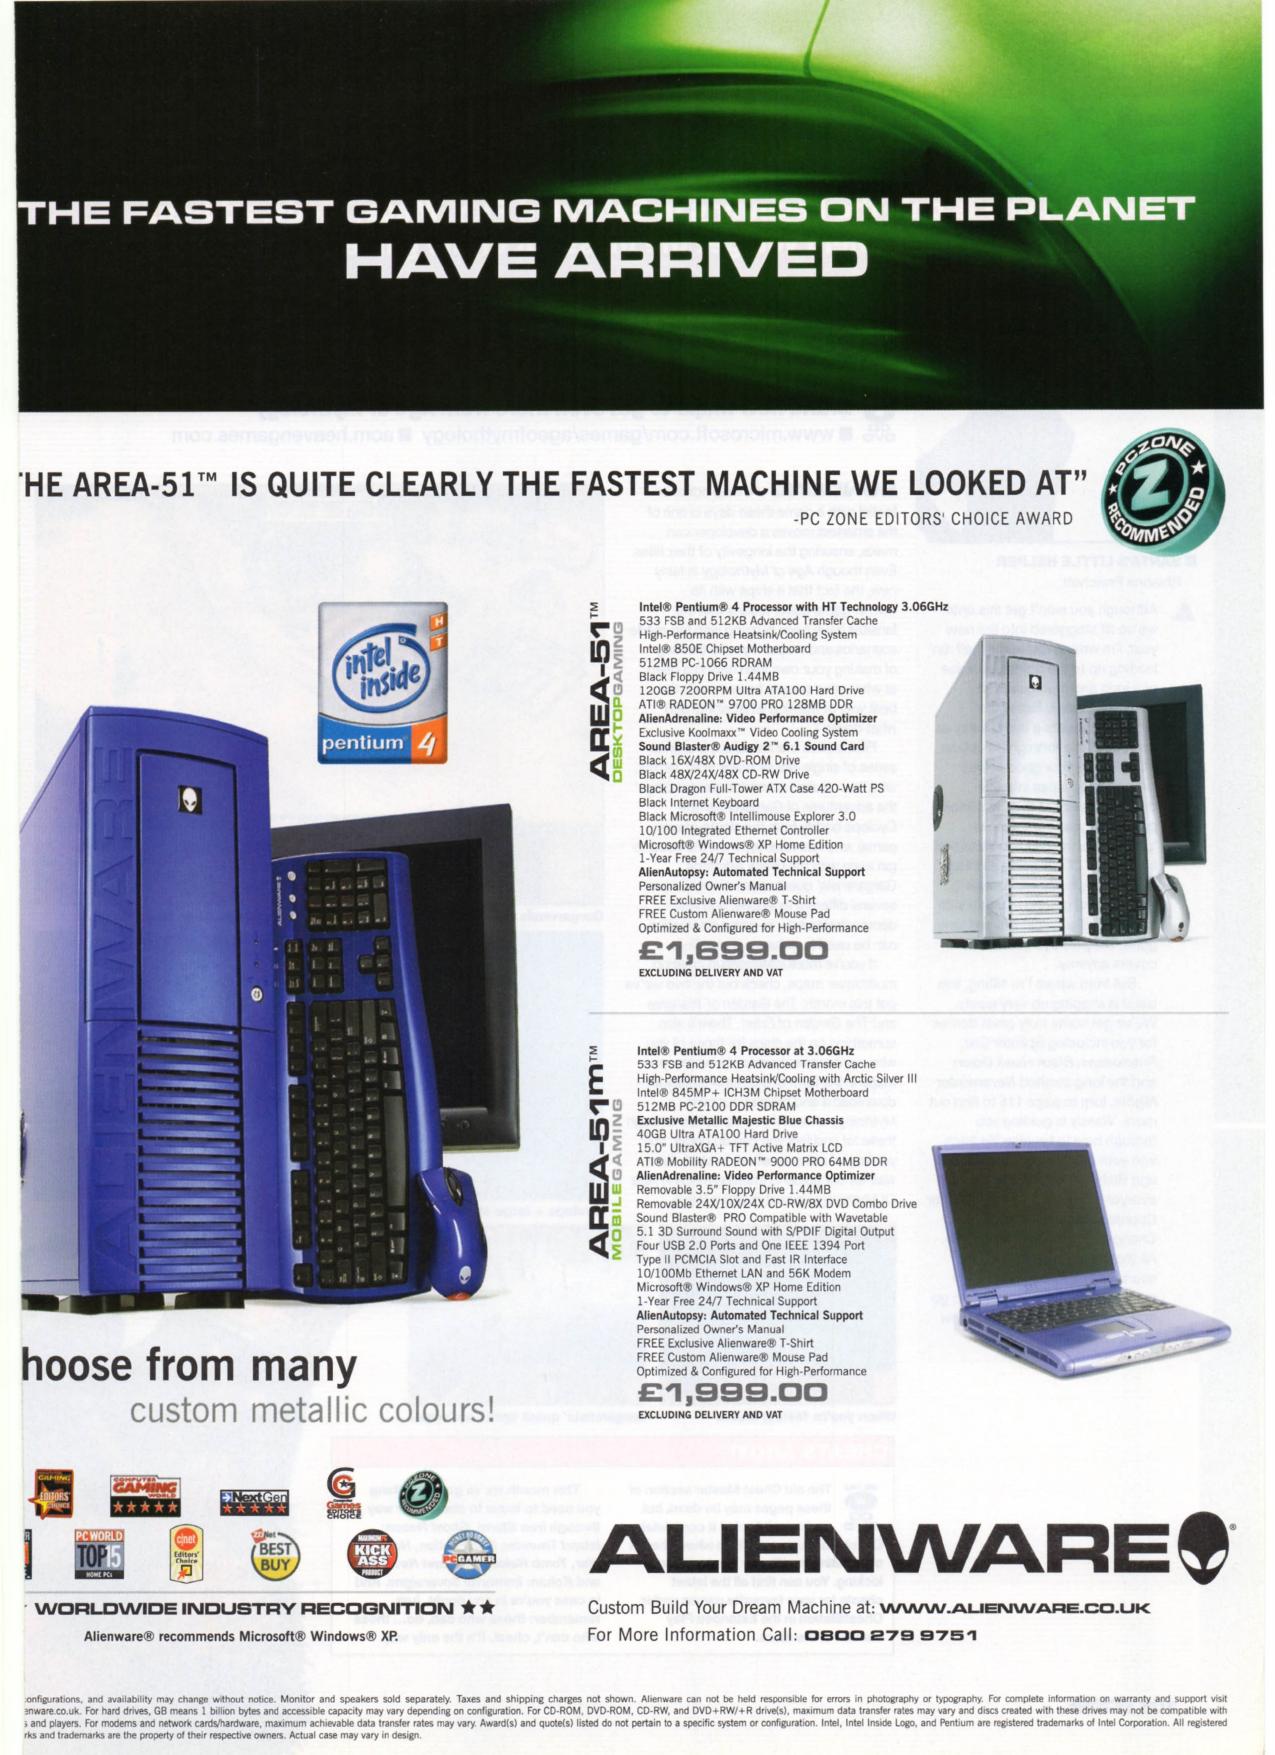 THE FASTEST GAMING MACHINES ON THE PLANET
HAVE ARRIVED
HE AREA-51™ IS QUITE CLEARLY THE FASTEST MACHINE WE LOOKED AT”
-PC ZONE EDITORS' CHOICE AWARD
PCZONE
Z
RECOMMENDED
intel
inside
HT
pentium® 4
ALIENWARE
AREA-51™
DESKTOPGAMING
Intel® Pentium® 4 Processor with HT Technology 3.06GHz
533 FSB and 512KB Advanced Transfer Cache
High-Performance Heatsink/Cooling System
Intel® 850E Chipset Motherboard
512MB PC-1066 RDRAM
Black Floppy Drive 1.44MB
120GB 7200RPM Ultra ATA100 Hard Drive
ATI® RADEON™ 9700 PRO 128MB DDR
AlienAdrenaline: Video Performance Optimizer
Exclusive Koolmaxx™ Video Cooling System
Sound Blaster® Audigy 2™ 6.1 Sound Card
Black 16X/48X DVD-ROM Drive
Black 48X/24X/48X CD-RW Drive
Black Dragon Full-Tower ATX Case 420-Watt PS
Black Internet Keyboard
Black Microsoft® Intellimouse Explorer 3.0
10/100 Integrated Ethernet Controller
Microsoft® Windows® XP Home Edition
1-Year Free 24/7 Technical Support
AlienAutopsy: Automated Technical Support
Personalized Owner's Manual
FREE Exclusive Alienware® T-Shirt
FREE Custom Alienware® Mouse Pad
Optimized & Configured for High-Performance
£1,699.00
EXCLUDING DELIVERY AND VAT
AREA-51m™
MOBILEGAMING
Intel® Pentium® 4 Processor at 3.06GHz
533 FSB and 512KB Advanced Transfer Cache
High-Performance Heatsink/Cooling with Arctic Silver III
Intel® 845MP+ ICH3M Chipset Motherboard
512MB PC-2100 DDR SDRAM
Exclusive Metallic Majestic Blue Chassis
40GB Ultra ATA100 Hard Drive
15.0" UltraXGA+ TFT Active Matrix LCD
ATI® Mobility RADEON™ 9000 PRO 64MB DDR
AlienAdrenaline: Video Performance Optimizer
Removable 3.5" Floppy Drive 1.44MB
Removable 24X/10X/24X CD-RW/8X DVD Combo Drive
Sound Blaster® PRO Compatible with Wavetable
5.1 3D Surround Sound with S/PDIF Digital Output
Four USB 2.0 Ports and One IEEE 1394 Port
Type II PCMCIA Slot and Fast IR Interface
10/100Mb Ethernet LAN and 56K Modem
Microsoft® Windows® XP Home Edition
1-Year Free 24/7 Technical Support
AlienAutopsy: Automated Technical Support
Personalized Owner's Manual
FREE Exclusive Alienware® T-Shirt
FREE Custom Alienware® Mouse Pad
Optimized & Configured for High-Performance
£1,999.00
EXCLUDING DELIVERY AND VAT
hoose from many
custom metallic colours!
GAMING
EDITORS' CHOICE
COMPUTER
GAMING
WORLD
NextGen
Games
EDITOR'S
CHOICE
PCZONE
Z
RECOMMENDED
PC WORLD
TOP15
HOME PCs
c|net
Editors'
Choice
ZDNet
BEST
BUY
MAXIMUM PC
KICK
ASS
PRODUCT
PC GAMER
WORLDWIDE INDUSTRY RECOGNITION ★★
Alienware® recommends Microsoft® Windows® XP.
ALIENWARE®
Custom Build Your Dream Machine at: WWW.ALIENWARE.CO.UK
For More Information Call: 0800 279 9751
onfigurations, and availability may change without notice. Monitor and speakers sold separately. Taxes and shipping charges not shown. Alienware can not be held responsible for errors in photography or typography. For complete information on warranty and support visit
enware.co.uk. For hard drives, GB means 1 billion bytes and accessible capacity may vary depending on configuration. For CD-ROM, DVD-ROM, CD-RW, and DVD+RW/+R drive(s), maximum data transfer rates may vary and discs created with these drives may not be compatible with
s and players. For modems and network cards/hardware, maximum achievable data transfer rates may vary. Award(s) and quote(s) listed do not pertain to a specific system or configuration. Intel, Intel Inside Logo, and Pentium are registered trademarks of Intel Corporation. All registered
rks and trademarks are the property of their respective owners. Actual case may vary in design.